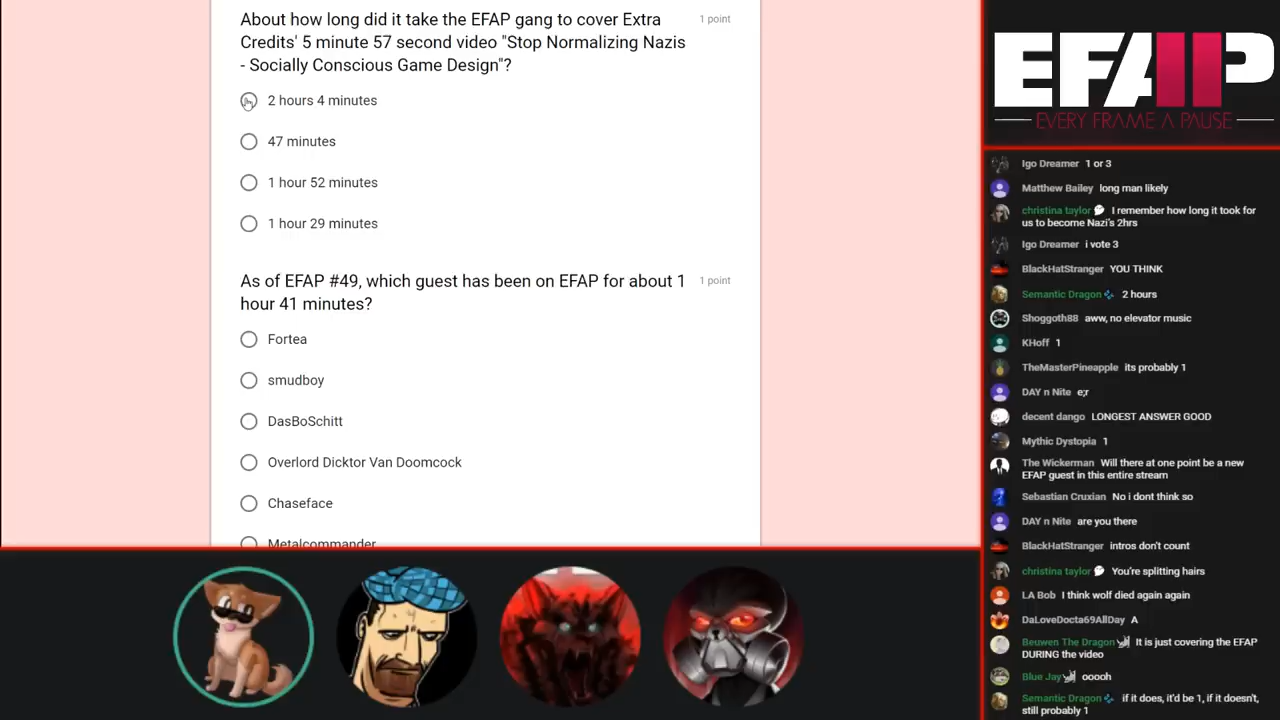 About how long did it take the EFAP gang to cover Extra
Credits' 5 minute 57 second video "Stop Normalizing Nazis
- Socially Conscious Game Design"?
1 point
2 hours 4 minutes
47 minutes
1 hour 52 minutes
1 hour 29 minutes
As of EFAP #49, which guest has been on EFAP for about 1
hour 41 minutes?
1 point
Fortea
smudboy
DasBoSchitt
Overlord Dicktor Van Doomcock
Chaseface
Metalcommander
EFAP
EVERY FRAME A PAUSE
Igo Dreamer 1 or 3
Matthew Bailey long man likely
christina taylor I remember how long it took for
us to become Nazi's 2hrs
Igo Dreamer i vote 3
BlackHatStranger YOU THINK
Semantic Dragon 2 hours
Shoggoth88 aww, no elevator music
KHoff 1
TheMasterPineapple its probably 1
DAY n Nite e;r
decent dango LONGEST ANSWER GOOD
Mythic Dystopia 1
The Wickerman Will there at one point be a new
EFAP guest in this entire stream
Sebastian Cruxian No i dont think so
DAY n Nite are you there
BlackHatStranger intros don't count
christina taylor You're splitting hairs
LA Bob I think wolf died again again
DaLoveDocta69AllDay A
Beuwen The Dragon It is just covering the EFAP
DURING the video
Blue Jay ooooh
Semantic Dragon if it does, it'd be 1, if it doesn't,
still probably 1